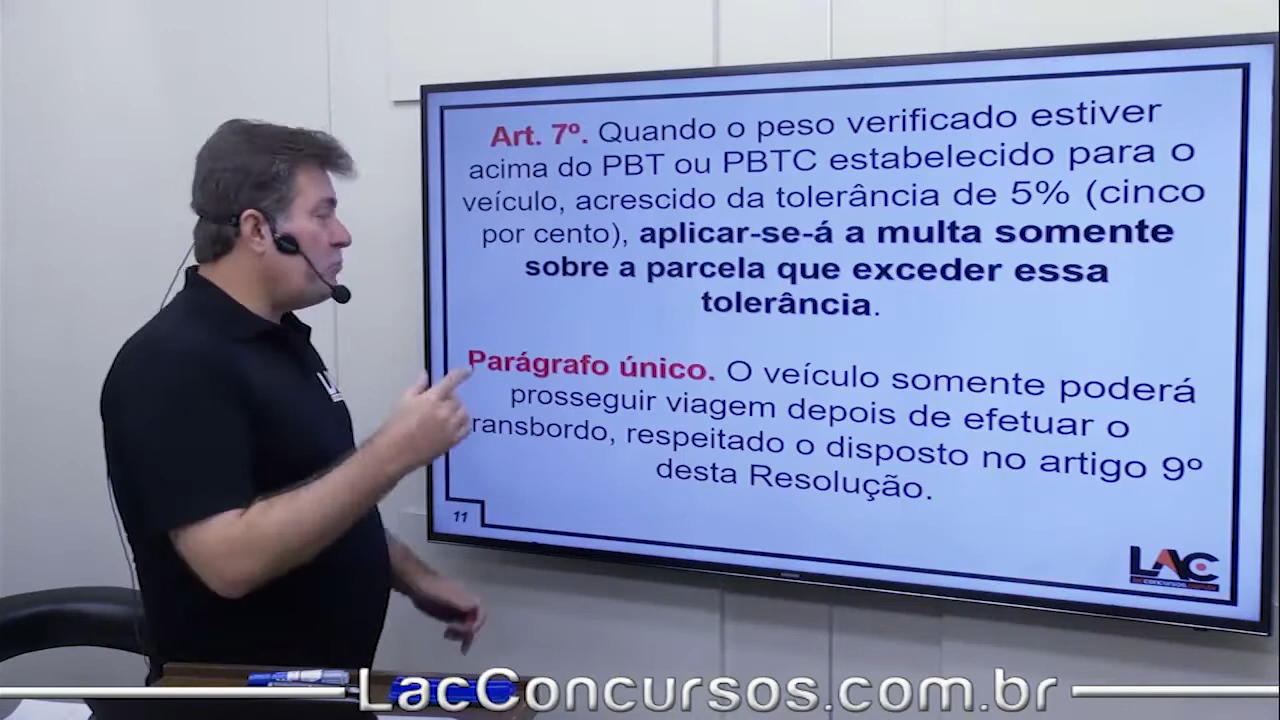 Art. 7º. Quando o peso verificado estiver
acima do PBT ou PBTC estabelecido para o
veículo, acrescido da tolerância de 5% (cinco
por cento), aplicar-se-á a multa somente
sobre a parcela que exceder essa
tolerância.
Parágrafo único. O veículo somente poderá
prosseguir viagem depois de efetuar o
ransbordo, respeitado o disposto no artigo 9º
desta Resolução.
11
LAC
LacConcursos.com.br